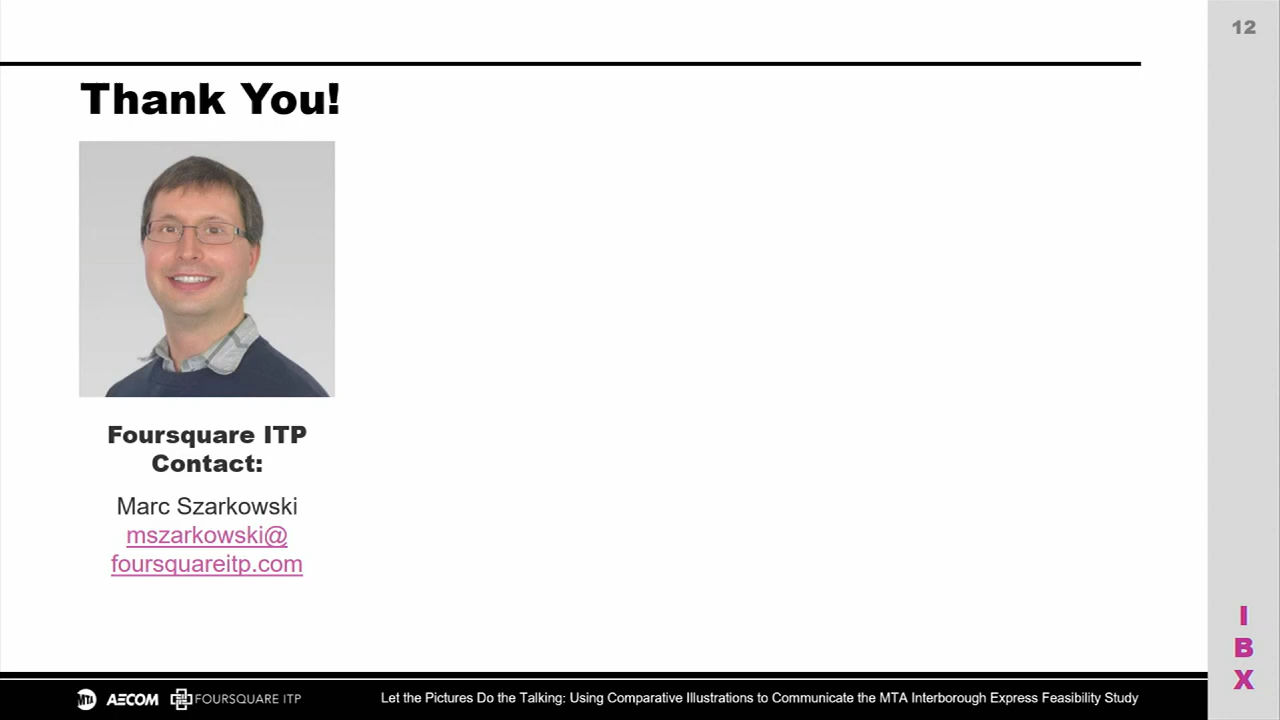 12
Thank You!
Foursquare ITP
Contact:
Marc Szarkowski
mszarkowski@
foursquareitp.com
I
B
X
MTA AECOM FOURSQUARE ITP
Let the Pictures Do the Talking: Using Comparative Illustrations to Communicate the MTA Interborough Express Feasibility Study